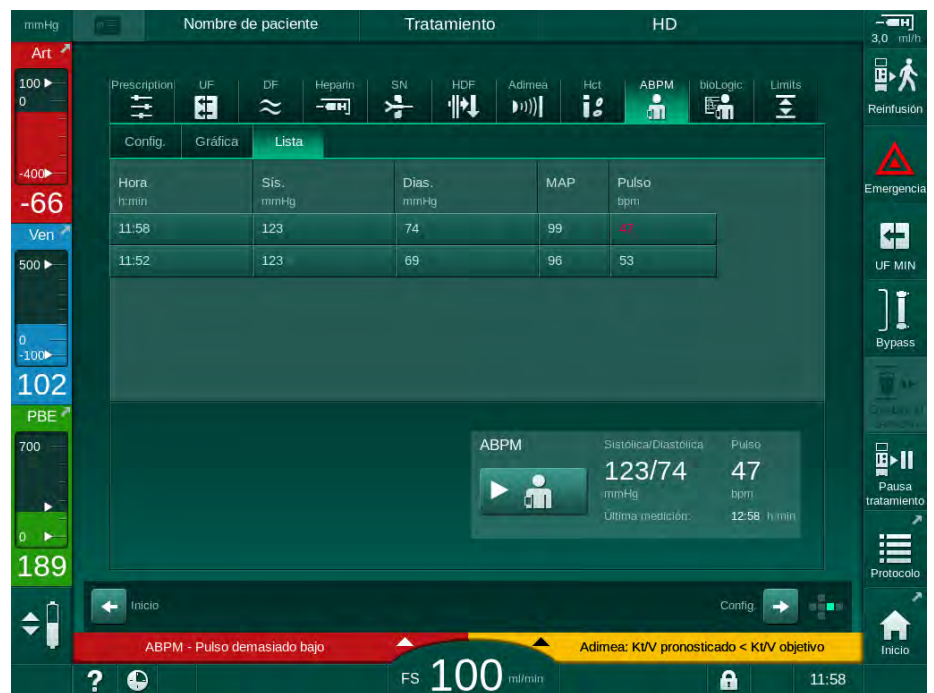 mmHg Nombre de paciente Tratamiento HD 3,0 ml/h
Art
100
0
-400
-66
Ven
500
0
-100
102
PBE
700
0
189
Prescription UF DF Heparin SN HDF Adimea Hct ABPM bioLogic Limits
Config. Gráfica Lista
Hora Sís. Dias. MAP Pulso
h:min mmHg mmHg bpm
11:58 123 74 99 47
11:52 123 69 96 53
ABPM Sistólica/Diastólica Pulso
123/74 47
mmHg bpm
Última medición: 12:58 h:min
Inicio Config.
ABPM - Pulso demasiado bajo Adimea: Kt/V pronosticado < Kt/V objetivo
? FS 100 ml/min 11:58
Reinfusión
Emergencia
UF MIN
Bypass
Pausa
tratamiento
Protocolo
Inicio